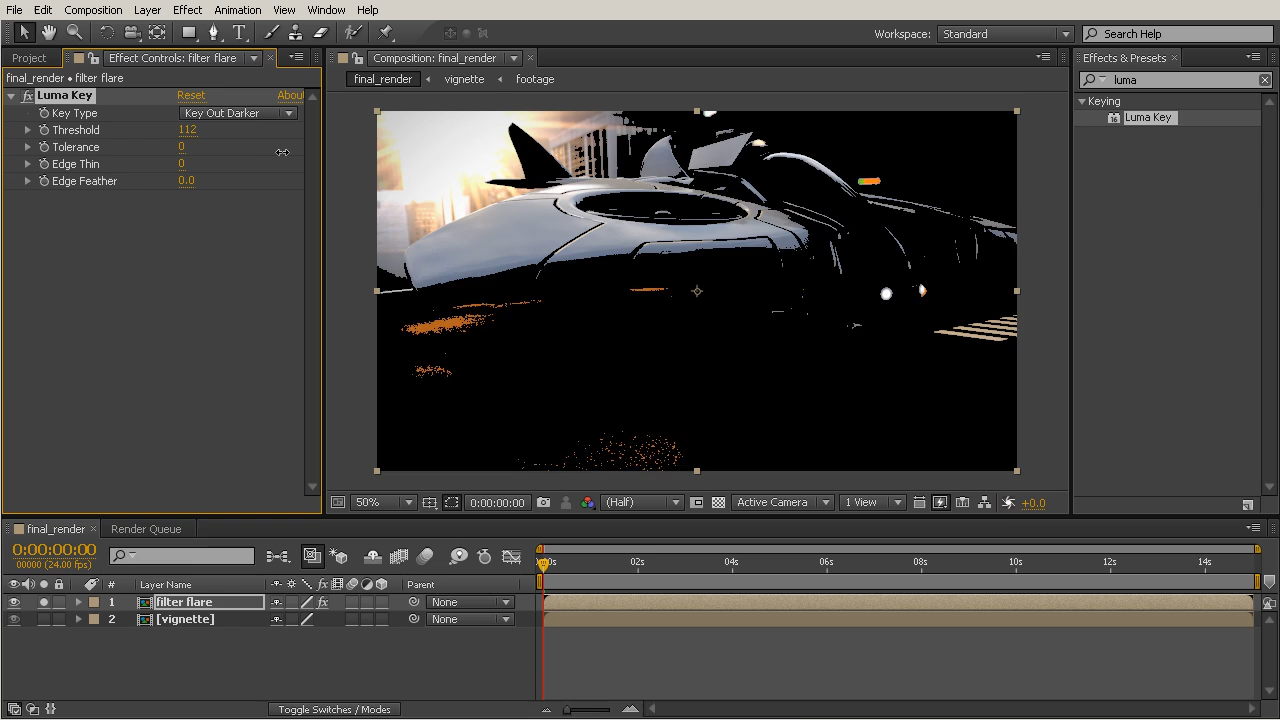 File Edit Composition Layer Effect Animation View Window Help
Workspace: Standard Search Help
Project Effect Controls: filter flare Composition: final_render Effects & Presets
final_render • filter flare final_render vignette footage luma
fx Luma Key Reset Abou Keying
Key Type Key Out Darker 16 Luma Key
Threshold 112
Tolerance 0
Edge Thin 0
Edge Feather 0.0
50% 0:00:00:00 (Half) Active Camera 1 View +0.0
final_render Render Queue
0:00:00:00
00000 (24.00 fps) 02s 04s 06s 08s 10s 12s 14s
# Layer Name fx Parent
1 filter flare fx None
2 [vignette] None
Toggle Switches / Modes